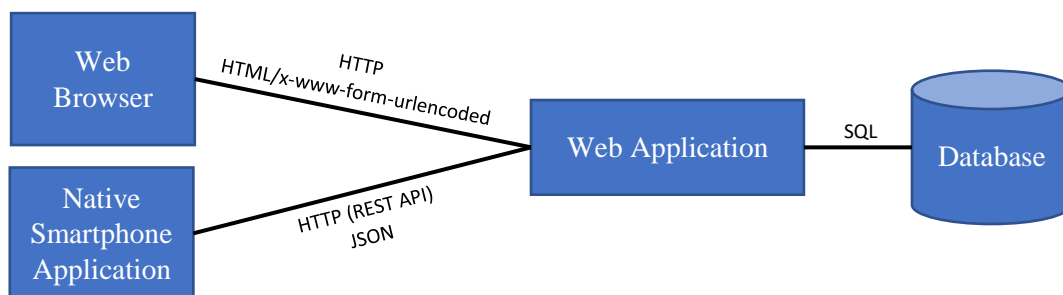 Web
Browser
HTTP
HTML/x-www-form-urlencoded
Native
Smartphone
Application
HTTP (REST API)
JSON
Web Application
SQL
Database